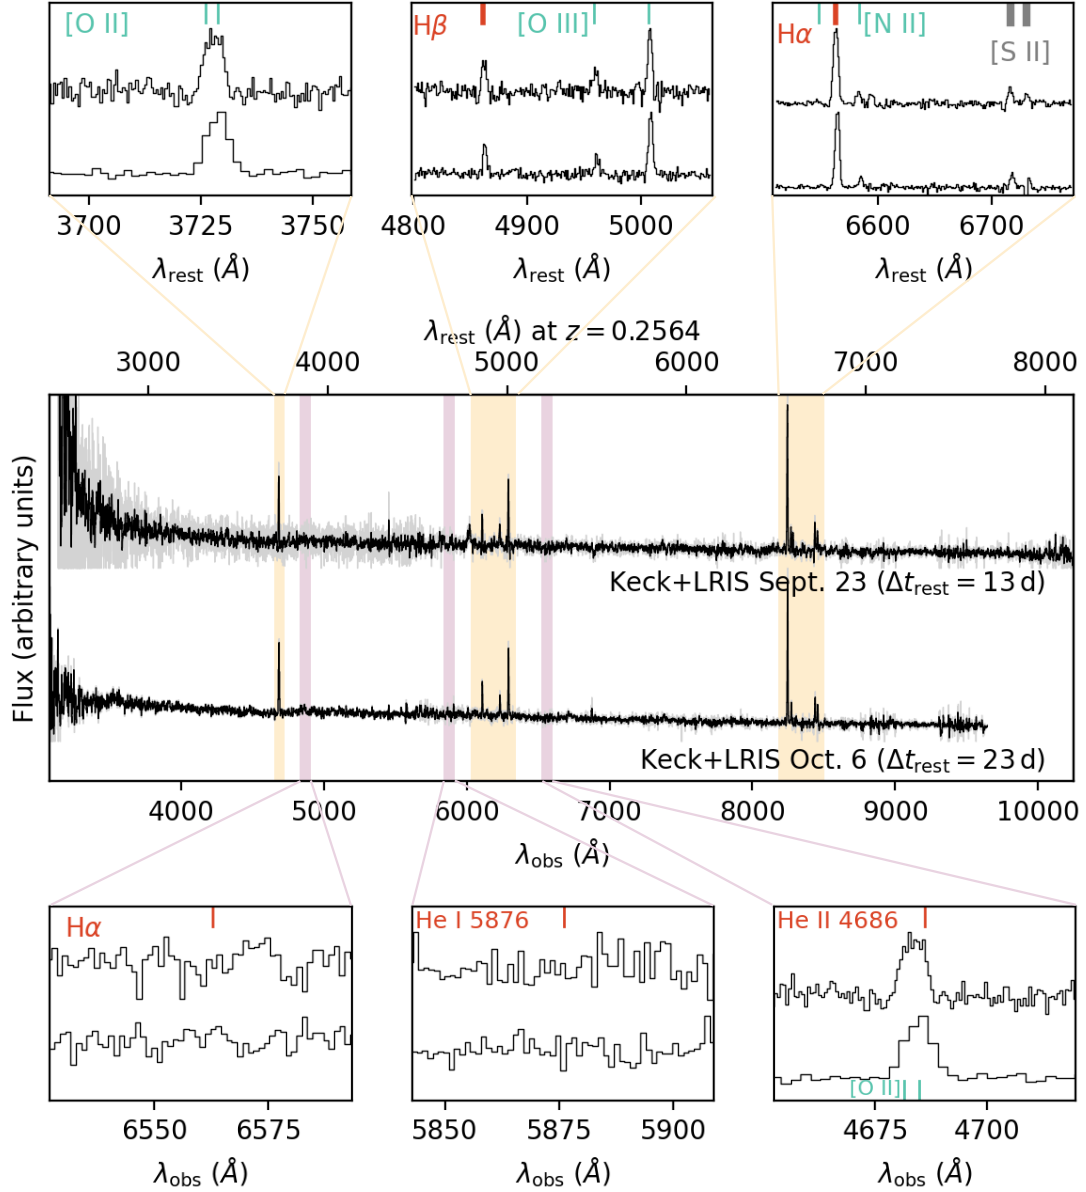 [O II]
3700 3725 3750
λrest (Å)
Hβ [O III]
4800 4900 5000
λrest (Å)
Hα [N II]
[S II]
6600 6700
λrest (Å)
λrest (Å) at z = 0.2564
3000 4000 5000 6000 7000 8000
Flux (arbitrary units)
Keck+LRIS Sept. 23 (Δtrest = 13 d)
Keck+LRIS Oct. 6 (Δtrest = 23 d)
4000 5000 6000 7000 8000 9000 10000
λobs (Å)
Hα
6550 6575
λobs (Å)
He I 5876
5850 5875 5900
λobs (Å)
He II 4686
[O II]
4675 4700
λobs (Å)